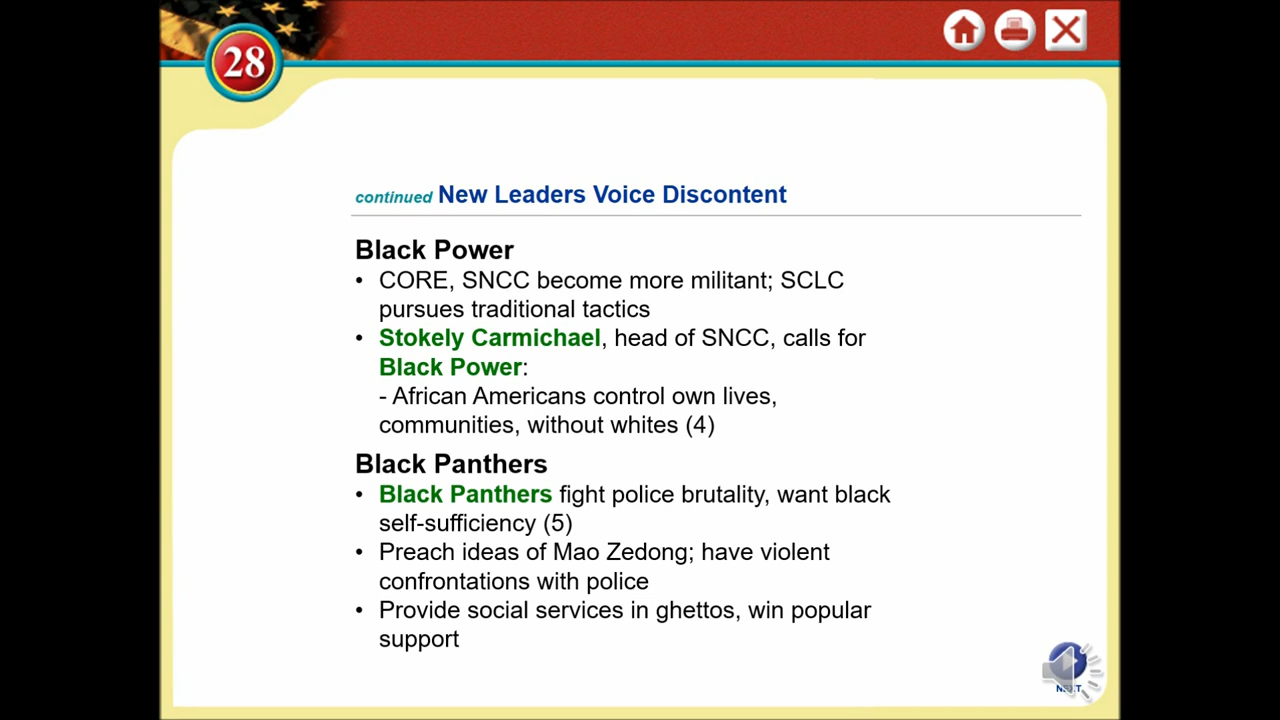 28
continued New Leaders Voice Discontent
Black Power
• CORE, SNCC become more militant; SCLC
pursues traditional tactics
• Stokely Carmichael, head of SNCC, calls for
Black Power:
- African Americans control own lives,
communities, without whites (4)
Black Panthers
• Black Panthers fight police brutality, want black
self-sufficiency (5)
• Preach ideas of Mao Zedong; have violent
confrontations with police
• Provide social services in ghettos, win popular
support
NEXT